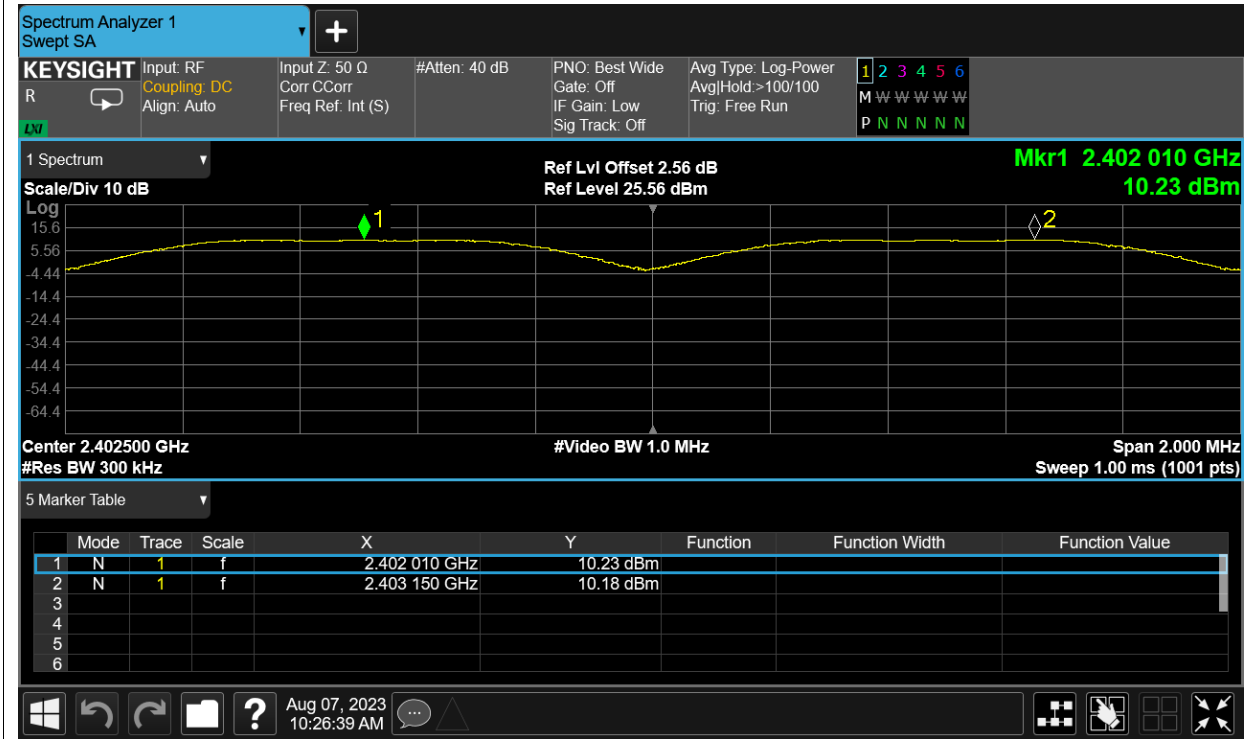 Spectrum Analyzer 1
Swept SA
+
KEYSIGHT
R
LXI
Input: RF
Coupling: DC
Align: Auto
Input Z: 50 Ω
Corr CCorr
Freq Ref: Int (S)
#Atten: 40 dB
PNO: Best Wide
Gate: Off
IF Gain: Low
Sig Track: Off
Avg Type: Log-Power
Avg|Hold:>100/100
Trig: Free Run
1 2 3 4 5 6
M W W W W W
P N N N N N
1 Spectrum
Scale/Div 10 dB
Ref Lvl Offset 2.56 dB
Ref Level 25.56 dBm
Mkr1 2.402 010 GHz
10.23 dBm
Log
15.6
5.56
-4.44
-14.4
-24.4
-34.4
-44.4
-54.4
-64.4
1
2
Center 2.402500 GHz
#Video BW 1.0 MHz
Span 2.000 MHz
#Res BW 300 kHz
Sweep 1.00 ms (1001 pts)
5 Marker Table
Mode Trace Scale X Y Function Function Width Function Value
1 N 1 f 2.402 010 GHz 10.23 dBm
2 N 1 f 2.403 150 GHz 10.18 dBm
3
4
5
6
?
Aug 07, 2023
10:26:39 AM